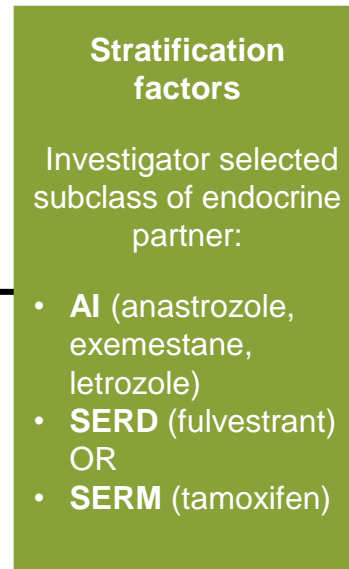 Stratification
factors
Investigator selected
subclass of endocrine
partner:
• AI (anastrozole,
exemestane,
letrozole)
• SERD (fulvestrant)
OR
• SERM (tamoxifen)